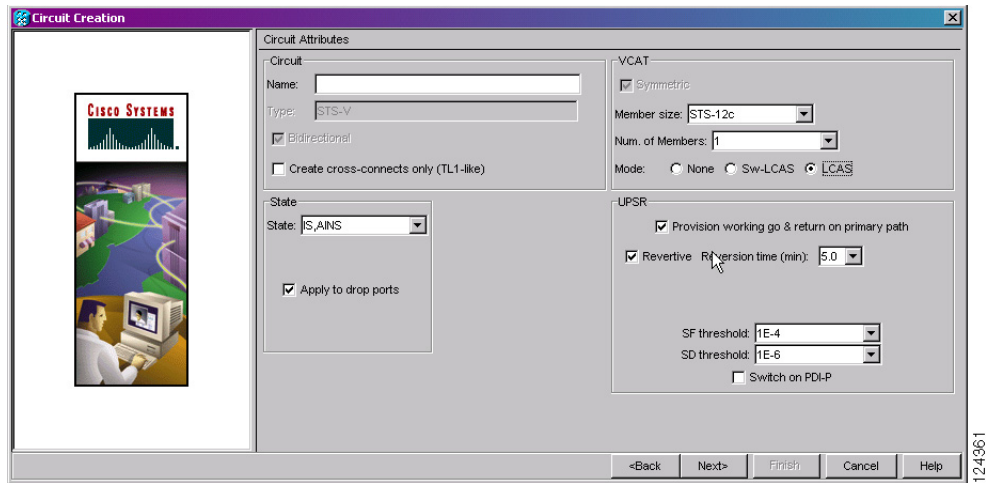 Circuit Creation
CISCO SYSTEMS
Circuit Attributes
Circuit
Name:
Type: STS-V
Bidirectional
Create cross-connects only (TL1-like)
VCAT
Symmetric
Member size: STS-12c
Num. of Members: 1
Mode: None Sw-LCAS LCAS
State
State: IS,AINS
Apply to drop ports
UPSR
Provision working go & return on primary path
Revertive Reversion time (min): 5.0
SF threshold: 1E-4
SD threshold: 1E-6
Switch on PDI-P
<Back Next> Finish Cancel Help
124361